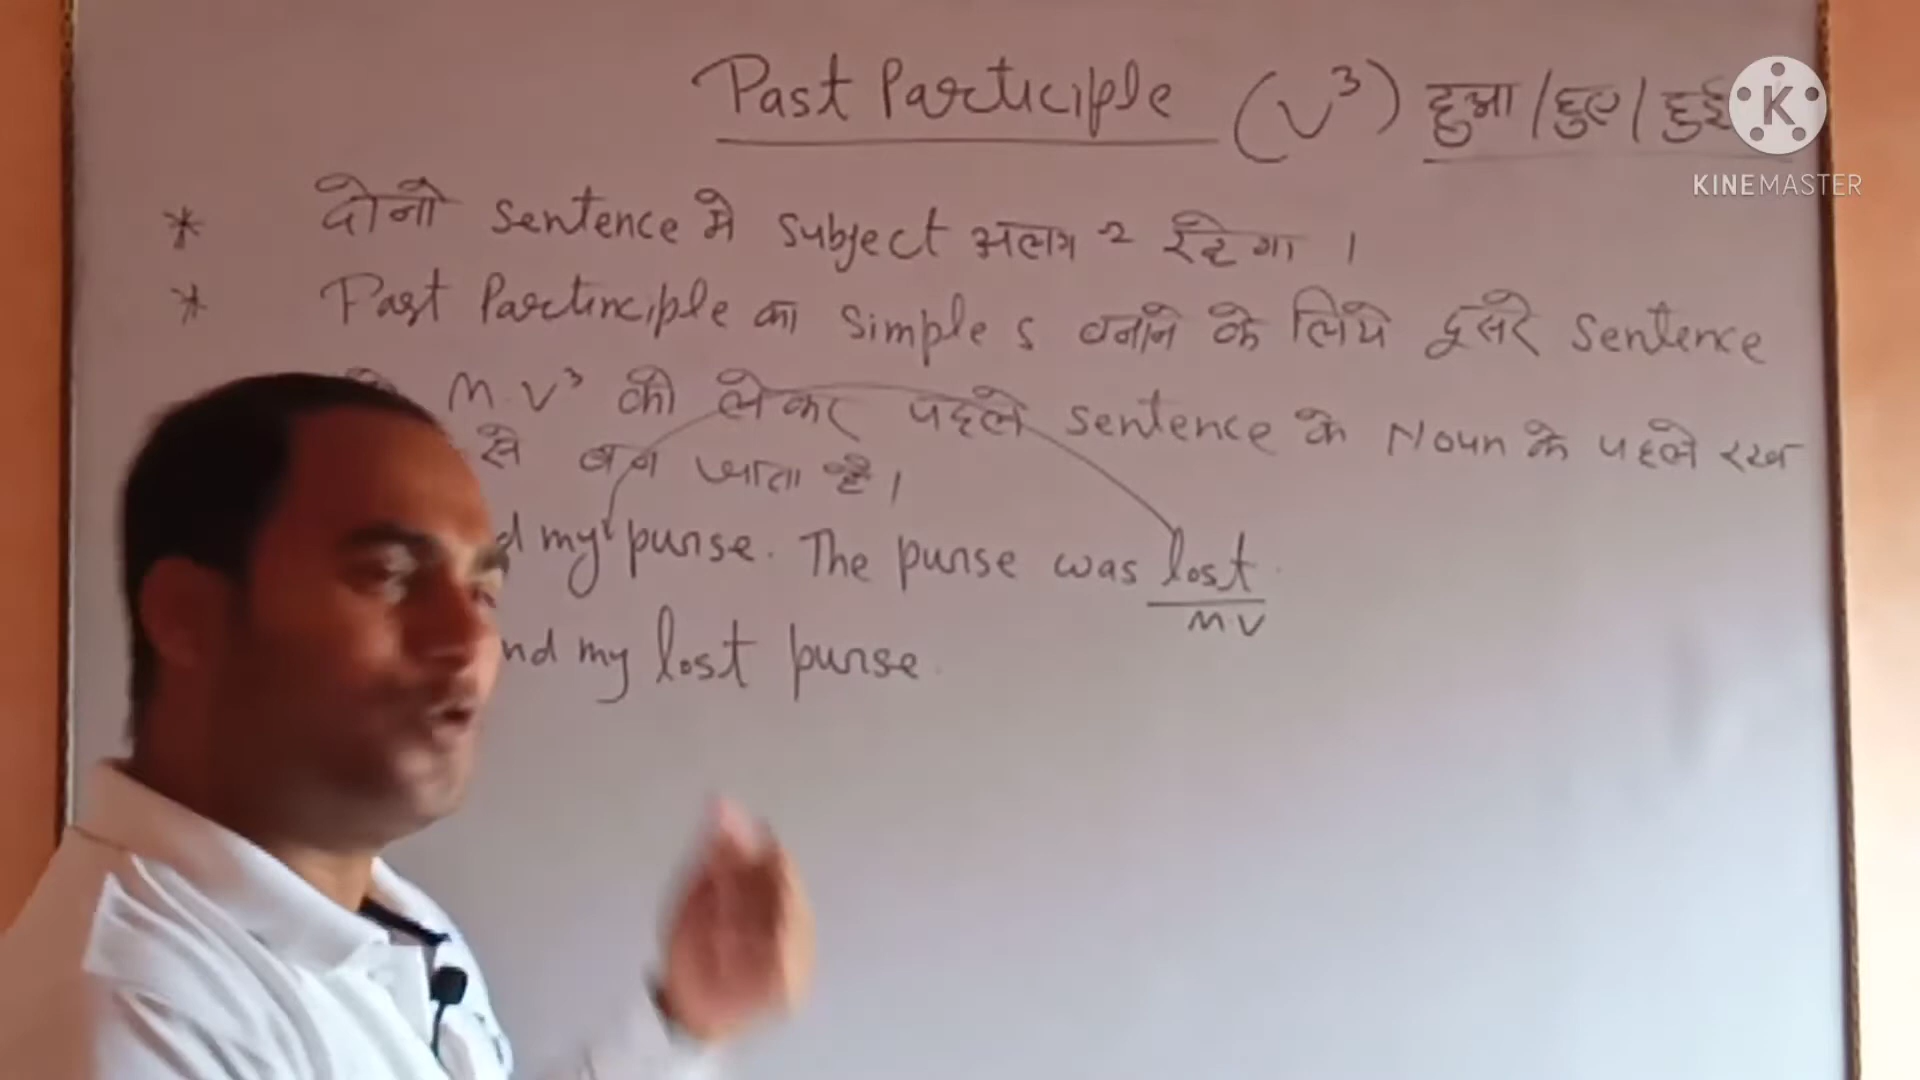 Past Participle (V³) हुआ/हुए/हुई
KINEMASTER
* दोनो sentence मे subject अलग २ रहेगा ।
* Past Partinciple का simple s बनाने के लिये दुसरे sentence
M.V³ को लेकर पहले sentence के Noun के पहले रख
से बन जाता है ।
d my purse. The purse was lost.
MV
nd my lost purse.